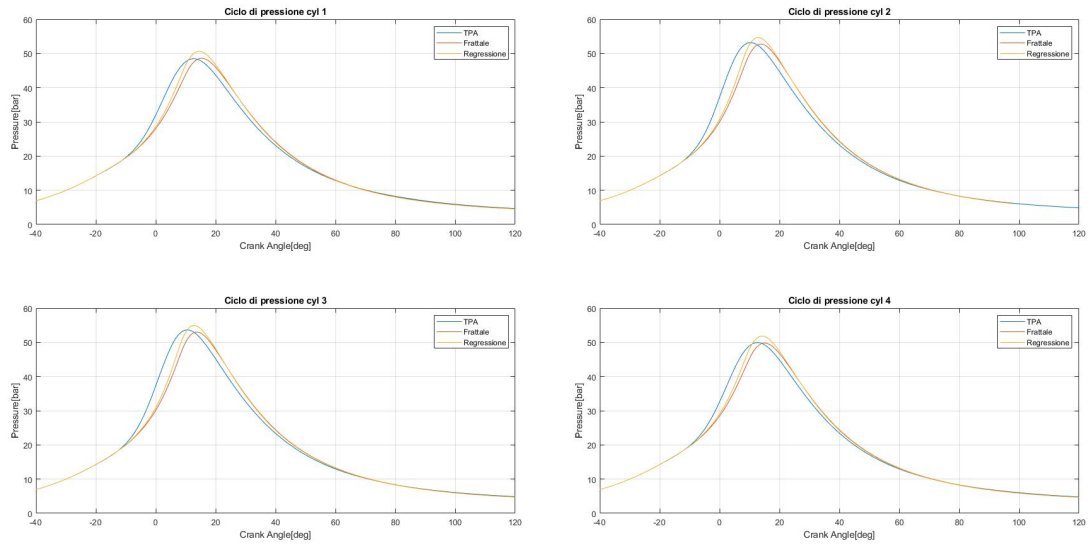 Ciclo di pressione cyl 1
TPA
Frattale
Regressione
Pressure[bar]
60
50
40
30
20
10
0
-40 -20 0 20 40 60 80 100 120
Crank Angle[deg]
Ciclo di pressione cyl 2
TPA
Frattale
Regressione
Pressure[bar]
60
50
40
30
20
10
0
-40 -20 0 20 40 60 80 100 120
Crank Angle[deg]
Ciclo di pressione cyl 3
TPA
Frattale
Regressione
Pressure[bar]
60
50
40
30
20
10
0
-40 -20 0 20 40 60 80 100 120
Crank Angle[deg]
Ciclo di pressione cyl 4
TPA
Frattale
Regressione
Pressure[bar]
60
50
40
30
20
10
0
-40 -20 0 20 40 60 80 100 120
Crank Angle[deg]